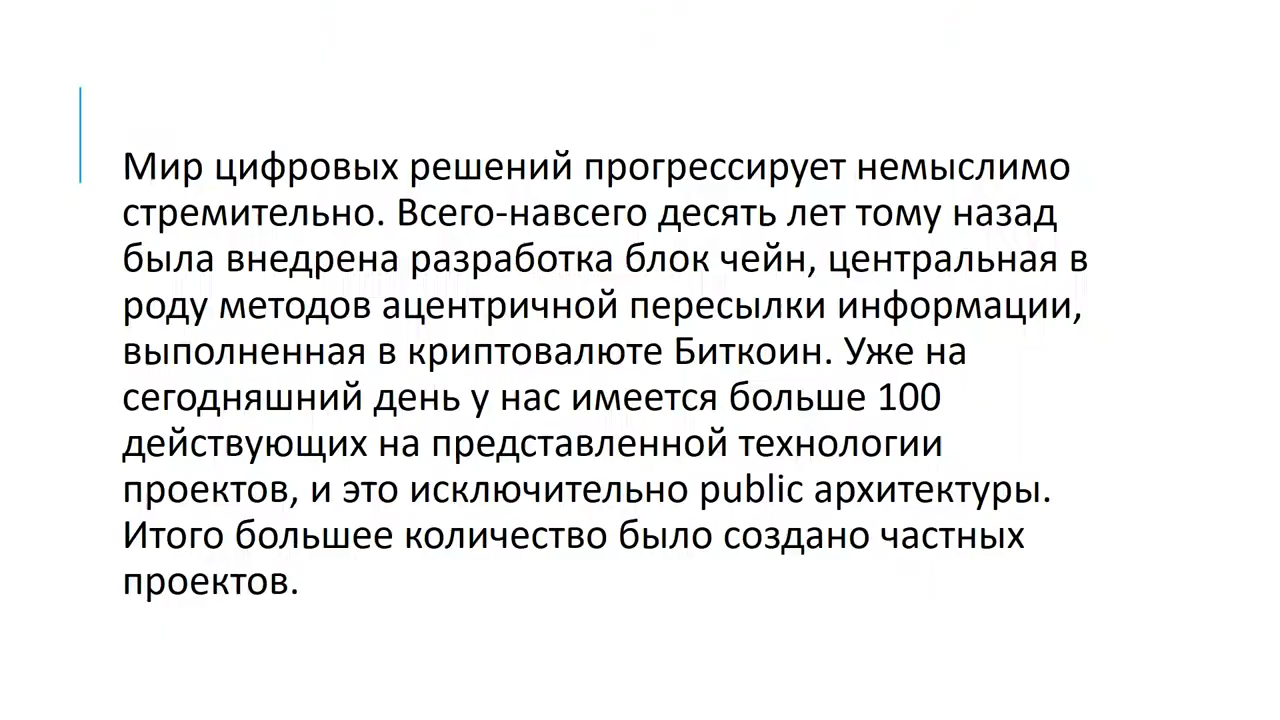 Мир цифровых решений прогрессирует немыслимо
стремительно. Всего-навсего десять лет тому назад
была внедрена разработка блок чейн, центральная в
роду методов ацентричной пересылки информации,
выполненная в криптовалюте Биткоин. Уже на
сегодняшний день у нас имеется больше 100
действующих на представленной технологии
проектов, и это исключительно public архитектуры.
Итого большее количество было создано частных
проектов.